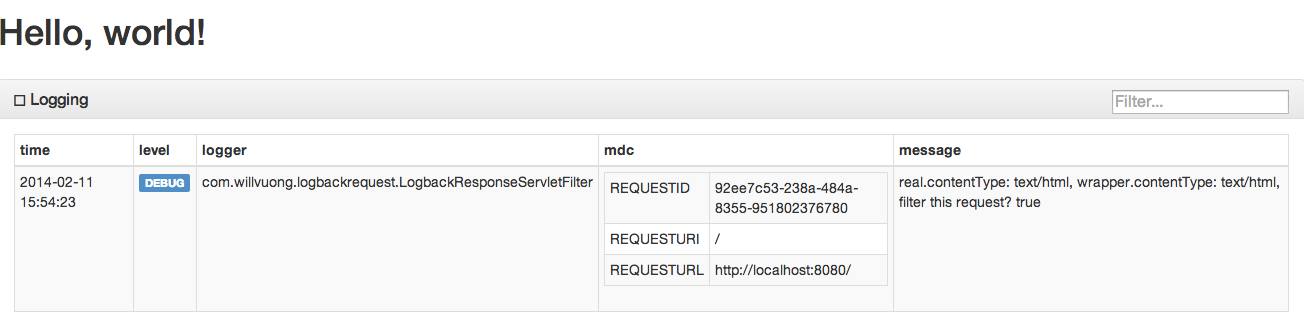 Hello, world!
Logging
Filter...
time level logger mdc message
2014-02-11 15:54:23
DEBUG
com.willvuong.logbackrequest.LogbackResponseServletFilter
REQUESTID 92ee7c53-238a-484a-
8355-951802376780
REQUESTURI /
REQUESTURL http://localhost:8080/
real.contentType: text/html, wrapper.contentType: text/html,
filter this request? true